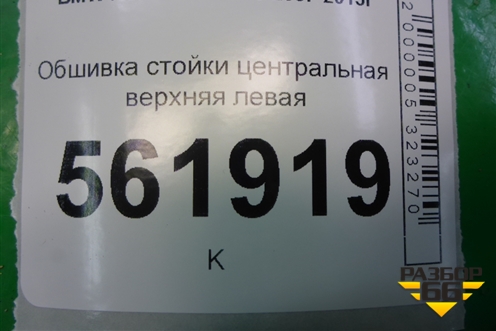 Обшивка стойки центральная
верхняя левая
561919
К
2000005323270
РАЗБОР
66